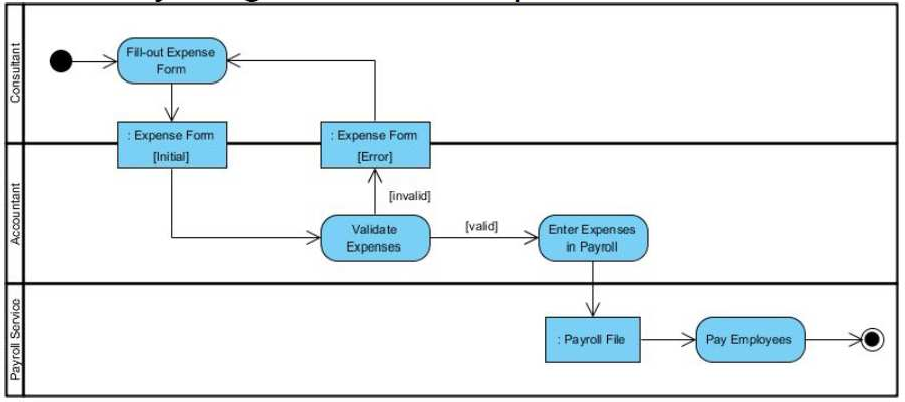 Consultant
Fill-out Expense
Form
: Expense Form
[Initial]
: Expense Form
[Error]
Accountant
[invalid]
Validate
Expenses
[valid]
Enter Expenses
in Payroll
Payroll Service
: Payroll File
Pay Employees